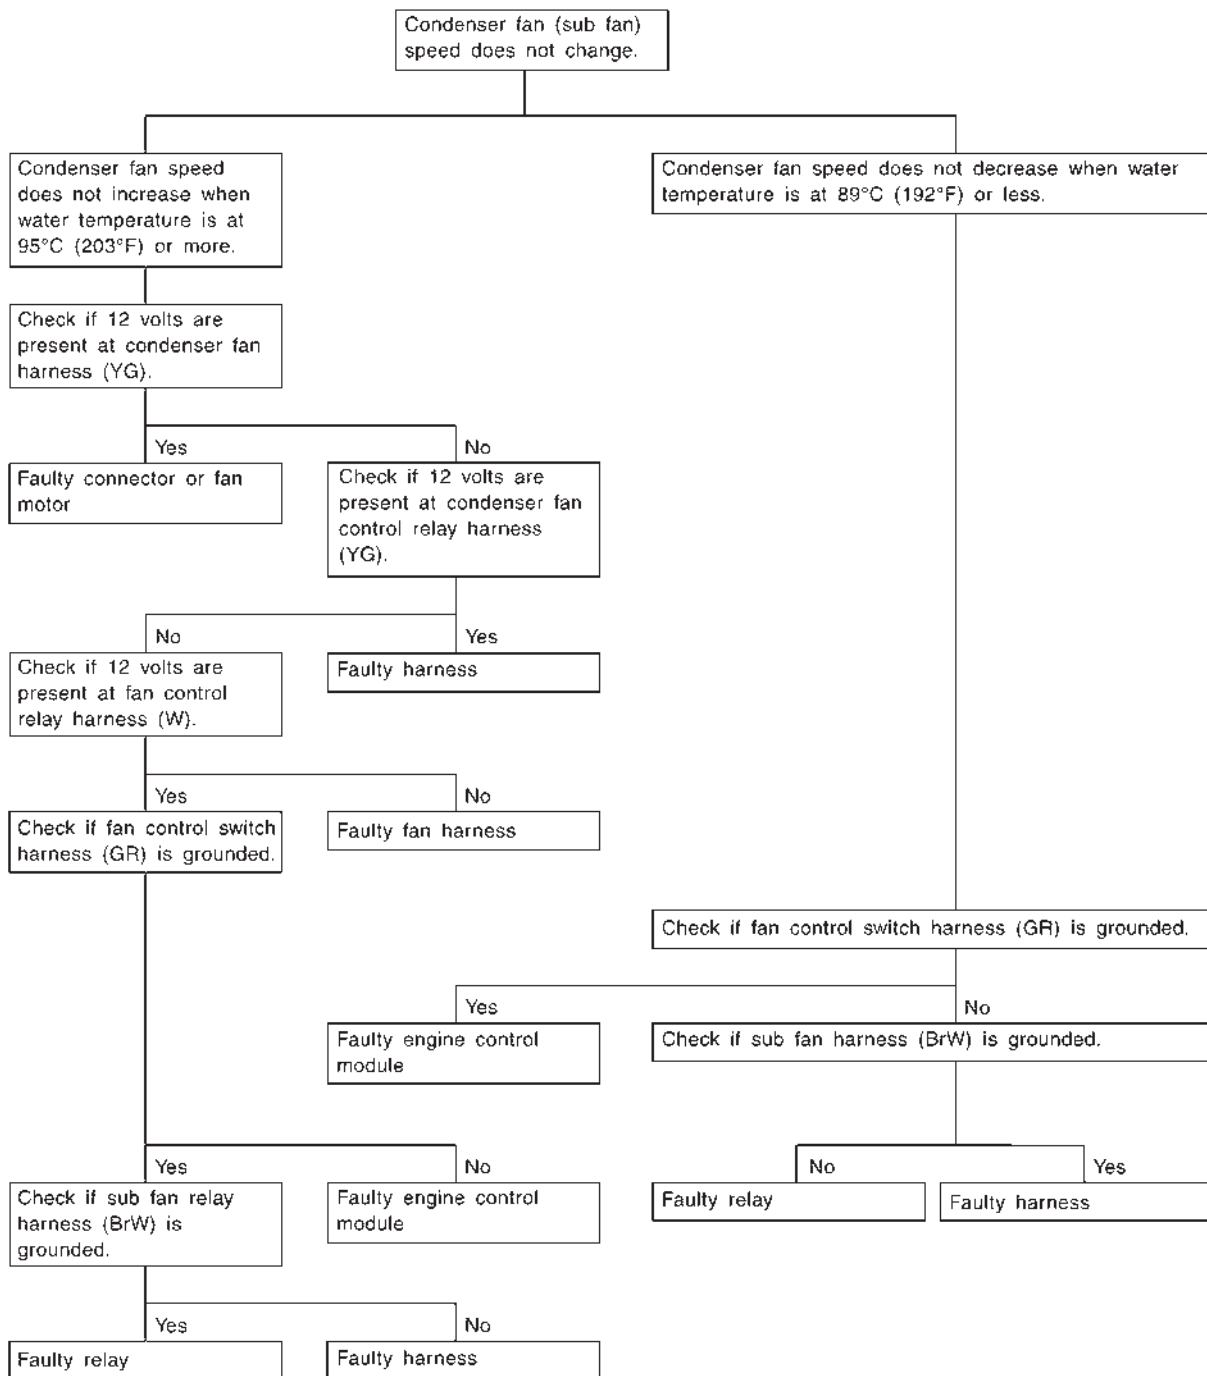 Condenser fan (sub fan)
speed does not change.
Condenser fan speed
does not increase when
water temperature is at
95°C (203°F) or more.
Condenser fan speed does not decrease when water
temperature is at 89°C (192°F) or less.
Check if 12 volts are
present at condenser fan
harness (YG).
Yes
No
Faulty connector or fan
motor
Check if 12 volts are
present at condenser fan
control relay harness
(YG).
No
Yes
Check if 12 volts are
present at fan control
relay harness (W).
Faulty harness
Yes
No
Check if fan control switch
harness (GR) is grounded.
Faulty fan harness
Check if fan control switch harness (GR) is grounded.
Yes
No
Faulty engine control
module
Check if sub fan harness (BrW) is grounded.
Yes
No
No
Yes
Check if sub fan relay
harness (BrW) is
grounded.
Faulty engine control
module
Faulty relay
Faulty harness
Yes
No
Faulty relay
Faulty harness